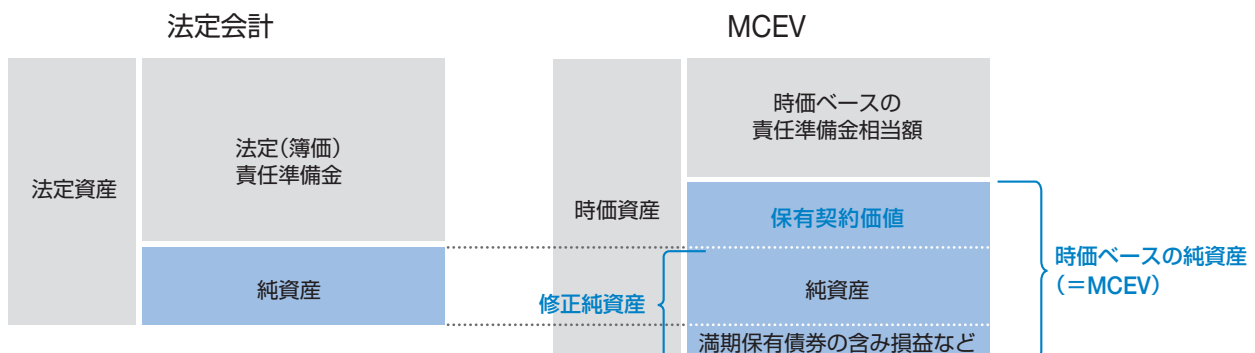 法定会計
MCEV
法定資産
法定(簿価)
責任準備金
純資産
時価資産
時価ベースの
責任準備金相当額
保有契約価値
純資産
満期保有債券の含み損益など
修正純資産
時価ベースの純資産
(=MCEV)